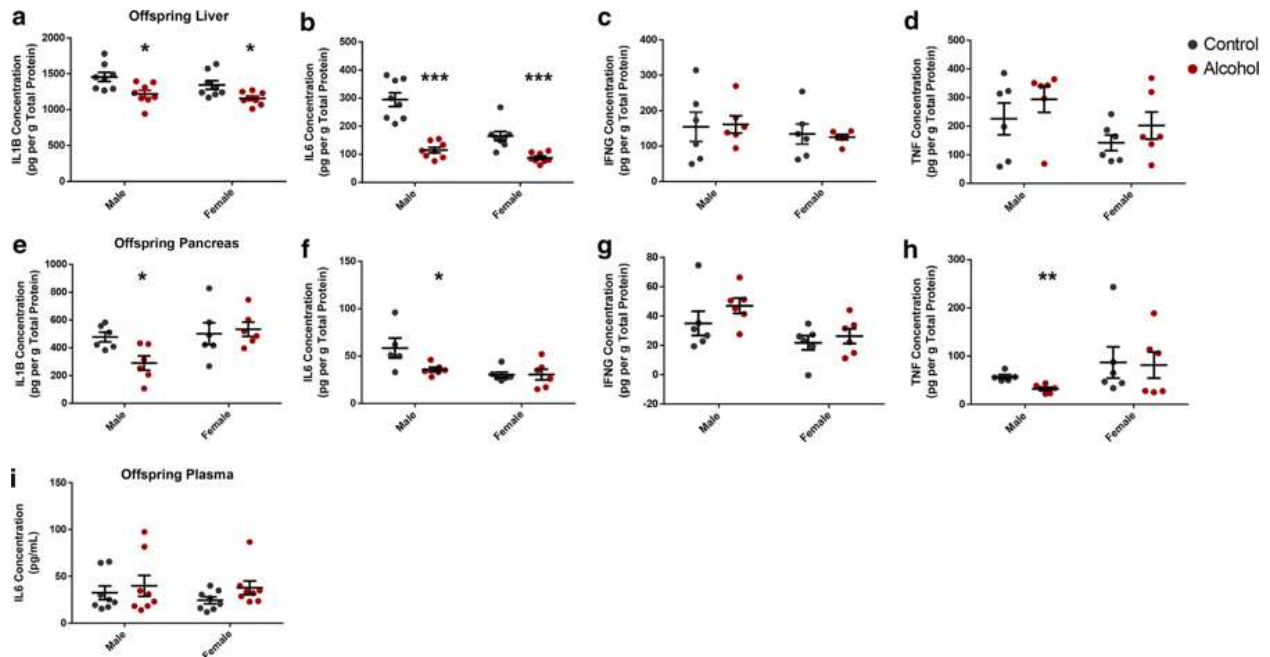 a
Offspring Liver
IL1B Concentration
(pg per g Total Protein)
2000
1500
1000
500
0
*
*
Male
Female
b
IL6 Concentration
(pg per g Total Protein)
500
400
300
200
100
0
***
***
Male
Female
c
IFNG Concentration
(pg per g Total Protein)
400
300
200
100
0
Male
Female
d
TNF Concentration
(pg per g Total Protein)
500
400
300
200
100
0
Male
Female
Control
Alcohol
e
Offspring Pancreas
IL1B Concentration
(pg per g Total Protein)
1000
800
600
400
200
0
*
Male
Female
f
IL6 Concentration
(pg per g Total Protein)
150
100
50
0
*
Male
Female
g
IFNG Concentration
(pg per g Total Protein)
80
60
40
20
0
-20
Male
Female
h
TNF Concentration
(pg per g Total Protein)
300
200
100
0
**
Male
Female
i
Offspring Plasma
IL6 Concentration
(pg/mL)
150
100
50
0
Male
Female